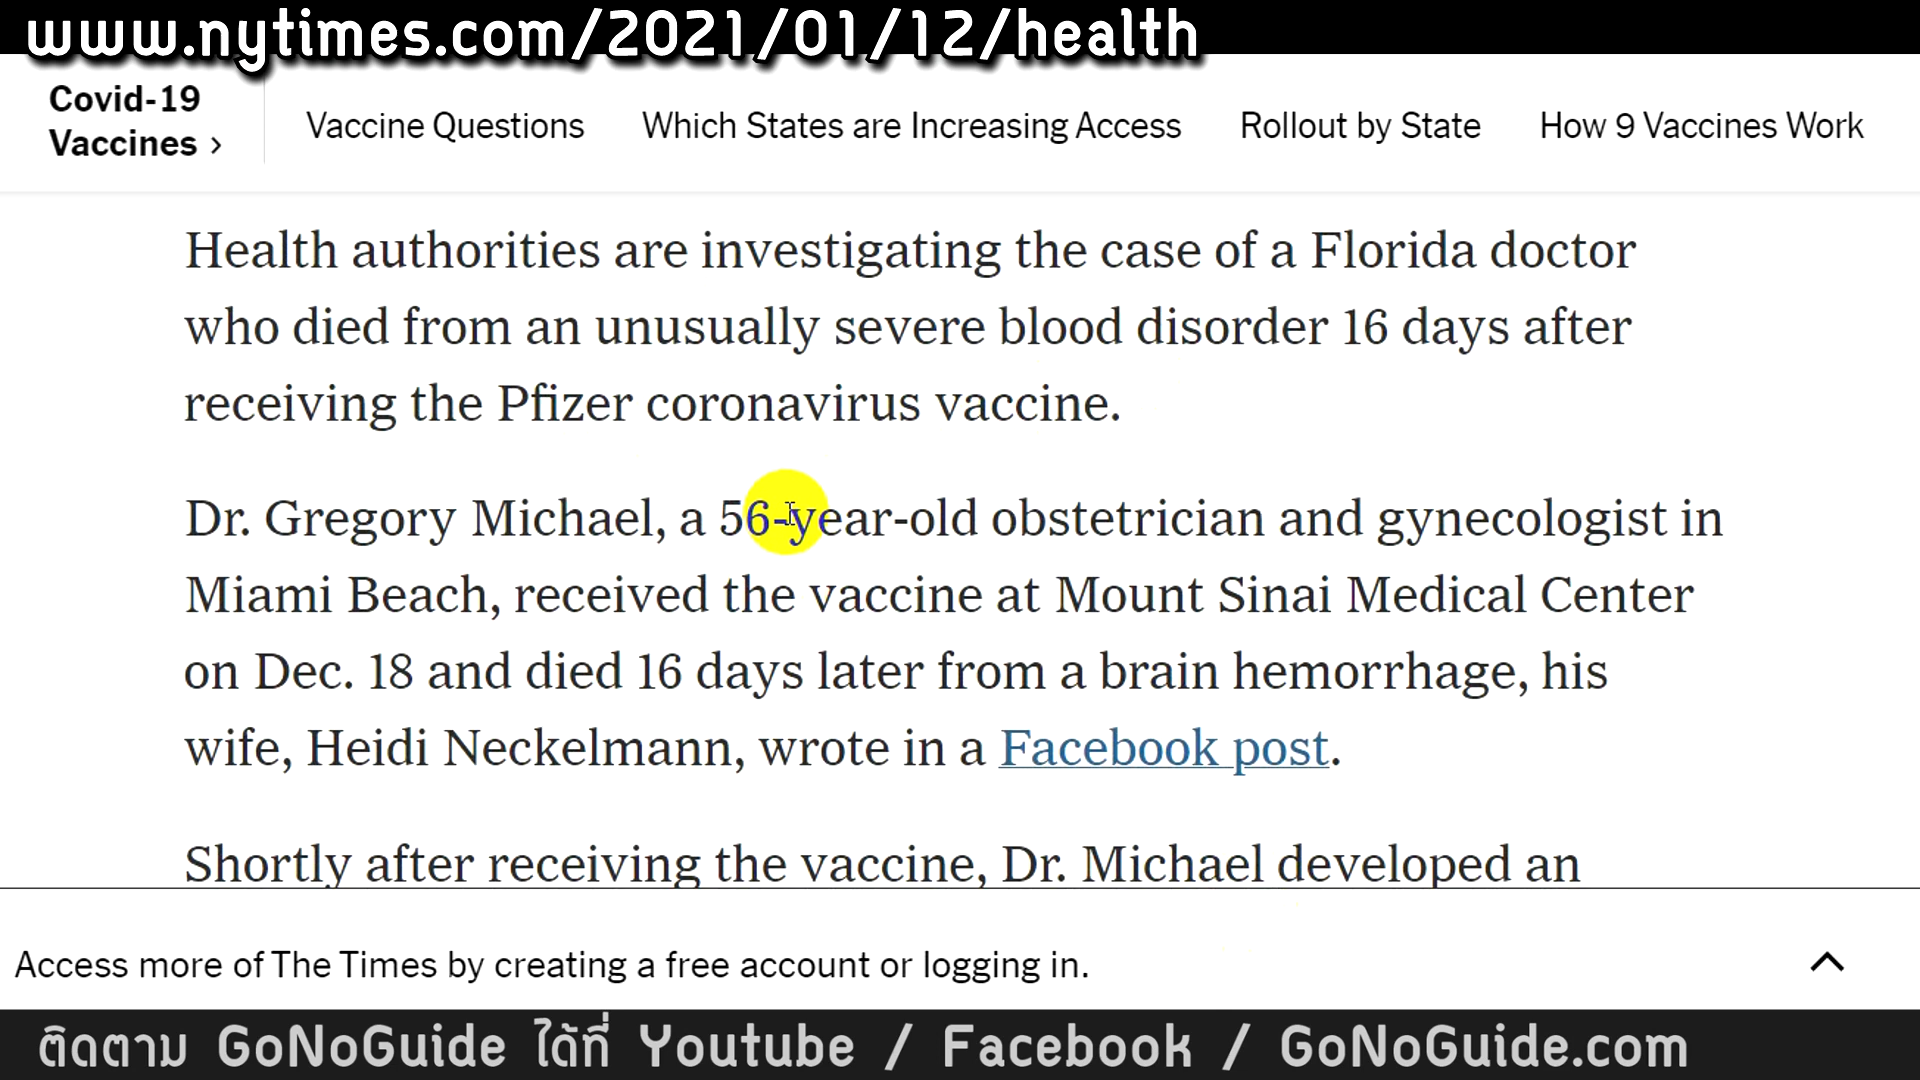 www.nytimes.com/2021/01/12/health
Covid-19
Vaccines ›
Vaccine Questions
Which States are Increasing Access
Rollout by State
How 9 Vaccines Work
Health authorities are investigating the case of a Florida doctor
who died from an unusually severe blood disorder 16 days after
receiving the Pfizer coronavirus vaccine.
Dr. Gregory Michael, a 56-year-old obstetrician and gynecologist in
Miami Beach, received the vaccine at Mount Sinai Medical Center
on Dec. 18 and died 16 days later from a brain hemorrhage, his
wife, Heidi Neckelmann, wrote in a Facebook post.
Shortly after receiving the vaccine, Dr. Michael developed an
Access more of The Times by creating a free account or logging in.
ติดตาม GoNoGuide ได้ที่ Youtube / Facebook / GoNoGuide.com